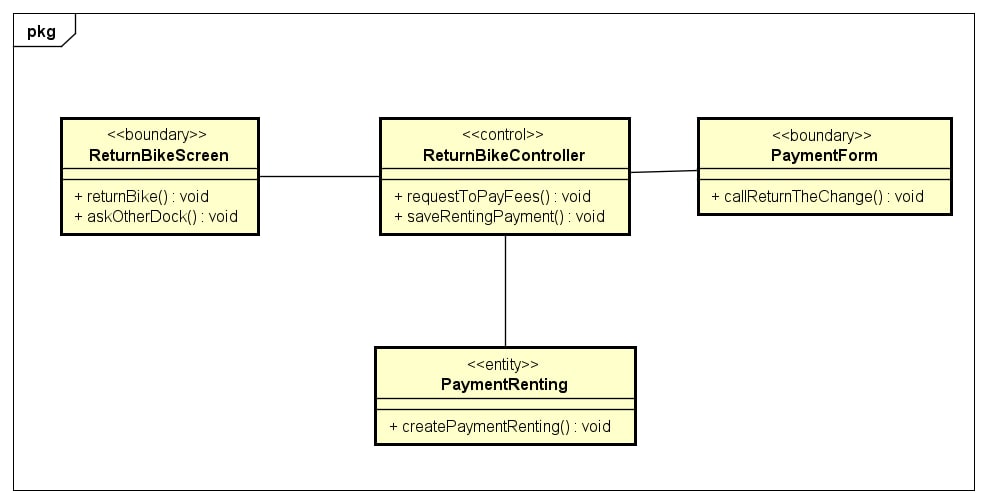 pkg
<<boundary>>
ReturnBikeScreen
+ returnBike() : void
+ askOtherDock() : void
<<control>>
ReturnBikeController
+ requestToPayFees() : void
+ saveRentingPayment() : void
<<boundary>>
PaymentForm
+ callReturnTheChange() : void
<<entity>>
PaymentRenting
+ createPaymentRenting() : void